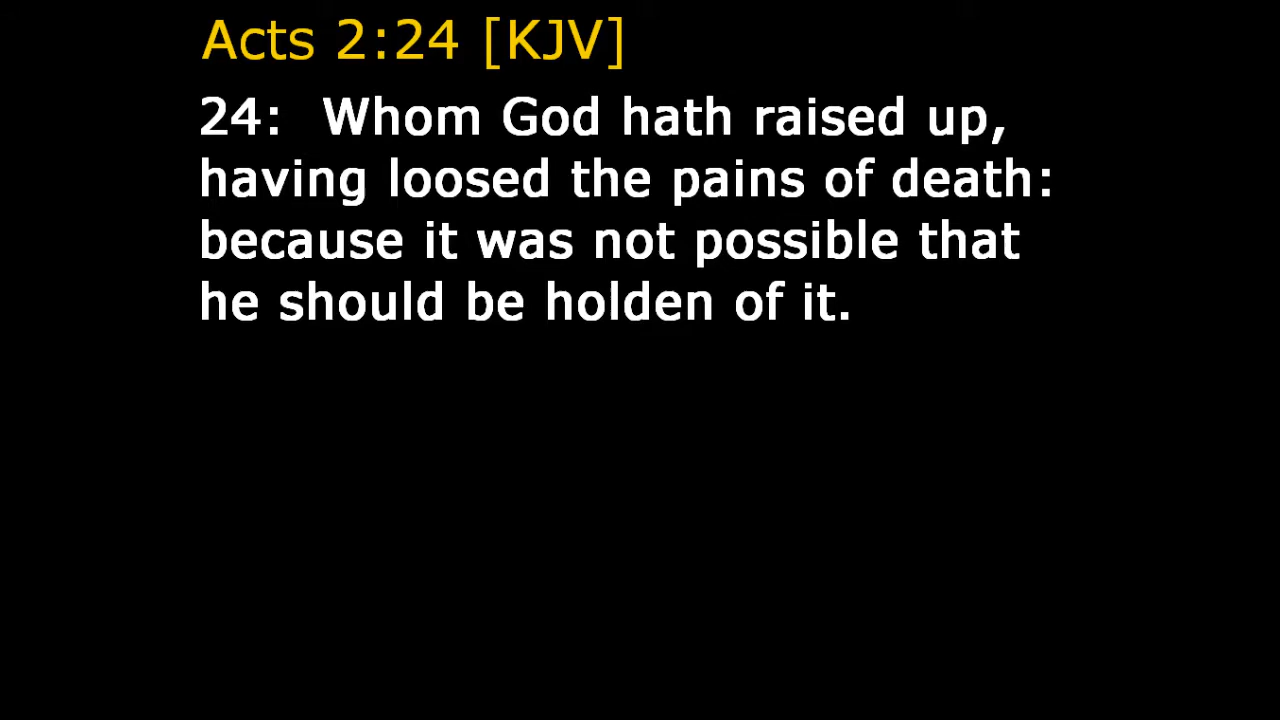 Acts 2:24 [KJV]
24: Whom God hath raised up,
having loosed the pains of death:
because it was not possible that
he should be holden of it.